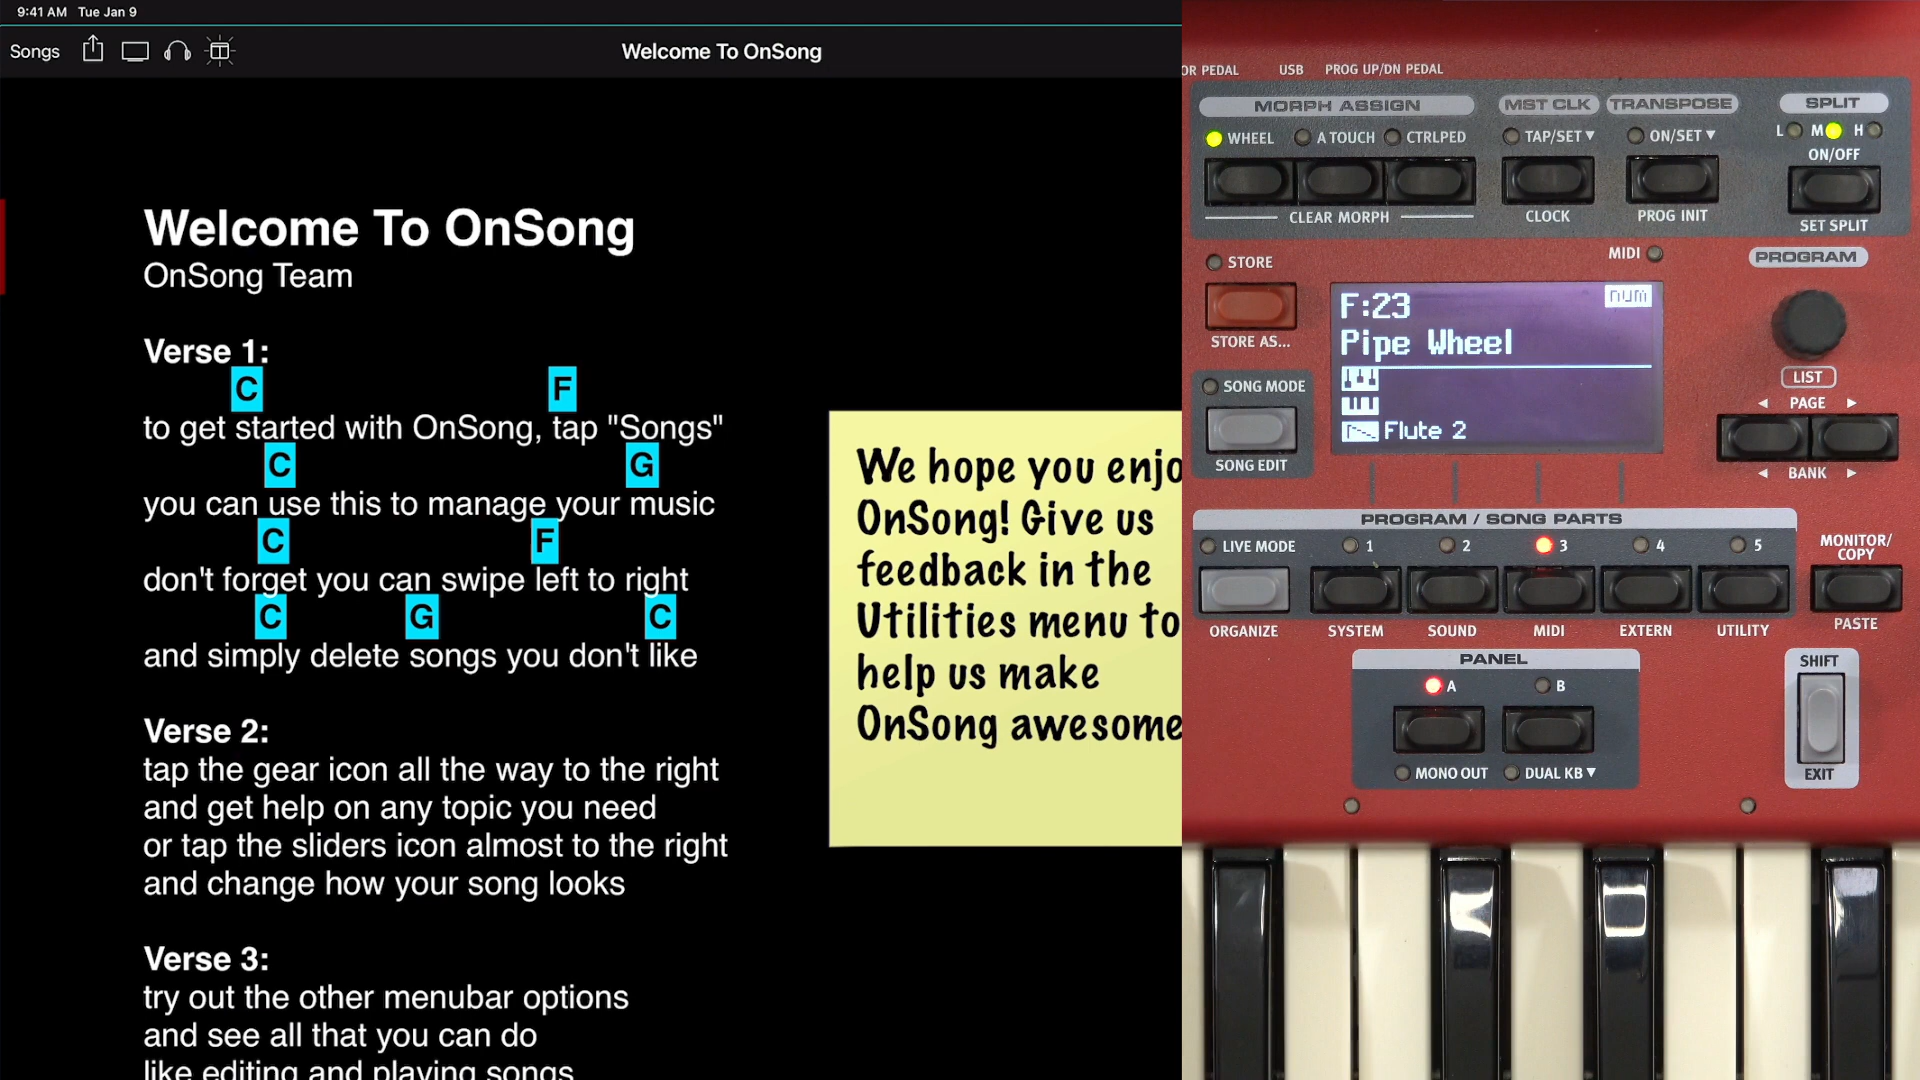 9:41 AM Tue Jan 9
Songs
Welcome To OnSong
Welcome To OnSong
OnSong Team
Verse 1:
C F
to get started with OnSong, tap "Songs"
C G
you can use this to manage your music
C F
don't forget you can swipe left to right
C G C
and simply delete songs you don't like
Verse 2:
tap the gear icon all the way to the right
and get help on any topic you need
or tap the sliders icon almost to the right
and change how your song looks
Verse 3:
try out the other menubar options
and see all that you can do
like editing and playing songs
We hope you enjo
OnSong! Give us
feedback in the
Utilities menu to
help us make
OnSong awesome
OR PEDAL USB PROG UP/DN PEDAL
MORPH ASSIGN MST CLK TRANSPOSE SPLIT
WHEEL A TOUCH CTRLPED TAP/SET ▼ ON/SET ▼ L M H
ON/OFF
CLEAR MORPH CLOCK PROG INIT SET SPLIT
STORE MIDI PROGRAM
STORE AS...
F:23 NUM
Pipe Wheel
Flute 2
SONG MODE
SONG EDIT
LIST
◄ PAGE ►
◄ BANK ►
PROGRAM / SONG PARTS
LIVE MODE 1 2 3 4 5
MONITOR/
COPY
ORGANIZE SYSTEM SOUND MIDI EXTERN UTILITY PASTE
PANEL
A B
MONO OUT DUAL KB ▼
SHIFT
EXIT